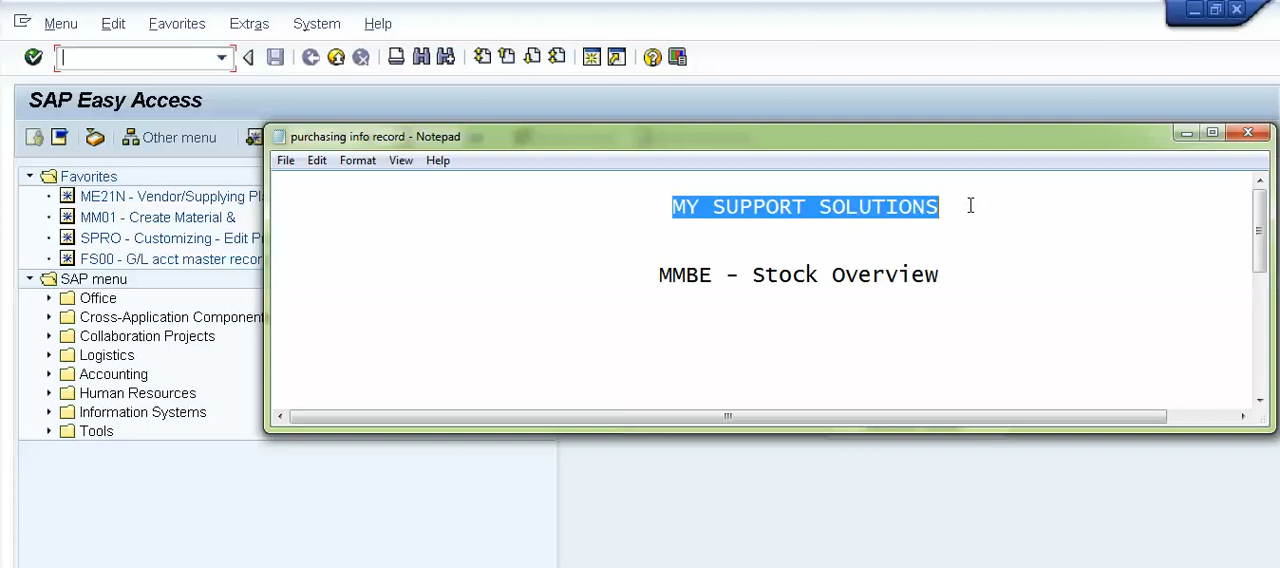 Menu Edit Favorites Extras System Help
SAP Easy Access
Other menu
purchasing info record - Notepad
File Edit Format View Help
Favorites
ME21N - Vendor/Supplying Pl
MM01 - Create Material &
SPRO - Customizing - Edit P
FS00 - G/L acct master recor
SAP menu
Office
Cross-Application Component
Collaboration Projects
Logistics
Accounting
Human Resources
Information Systems
Tools
MY SUPPORT SOLUTIONS
MMBE - Stock Overview